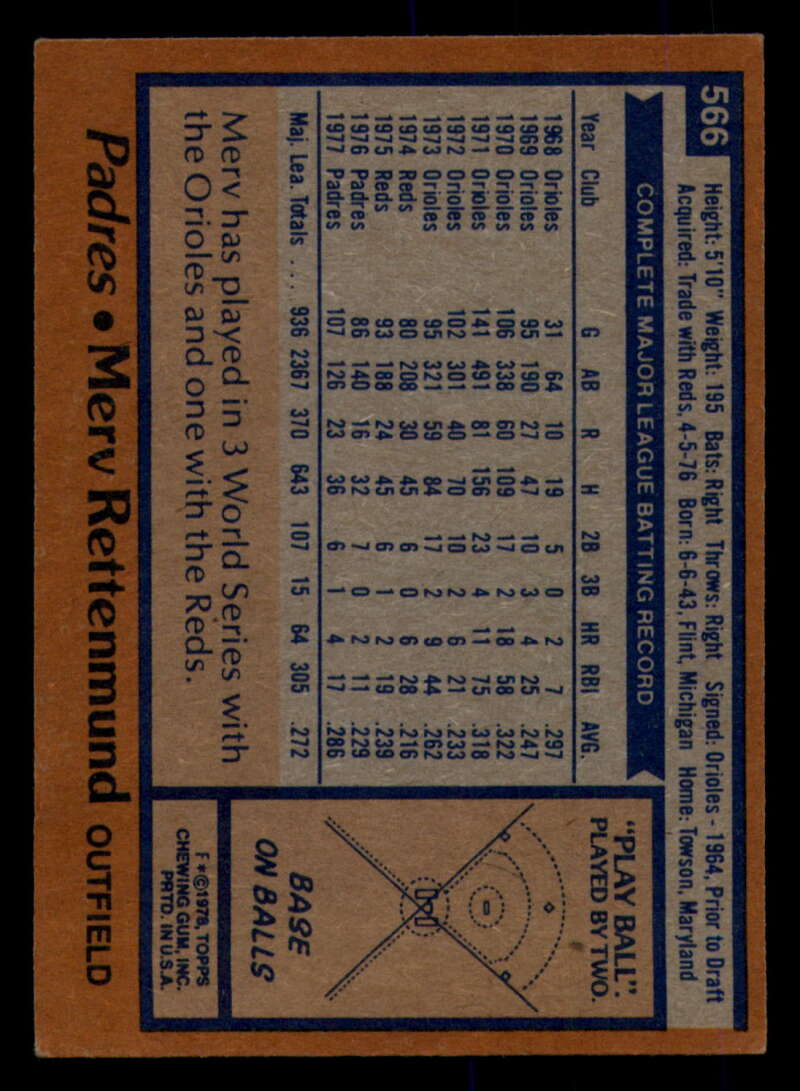 566
Height: 5'10" Weight: 195 Bats: Right Throws: Right Signed: Orioles - 1964, Prior to Draft
Acquired: Trade with Reds, 4-5-76 Born: 6-6-43, Flint, Michigan Home: Towson, Maryland
COMPLETE MAJOR LEAGUE BATTING RECORD
Year Club G AB R H 2B 3B HR RBI AVG.
1968 Orioles 31 64 10 19 5 0 2 7 .297
1969 Orioles 95 190 27 47 10 3 4 25 .247
1970 Orioles 106 338 60 109 17 2 18 58 .322
1971 Orioles 141 491 81 156 23 4 11 75 .318
1972 Orioles 102 301 40 70 10 2 6 21 .233
1973 Orioles 95 321 59 84 17 2 9 44 .262
1974 Reds 80 208 30 45 6 0 6 28 .216
1975 Reds 93 188 24 45 6 1 2 19 .239
1976 Padres 86 140 16 32 7 0 2 11 .229
1977 Padres 107 126 23 36 6 1 4 17 .286
Maj. Lea. Totals .... 936 2367 370 643 107 15 64 305 .272
Merv has played in 3 World Series with
the Orioles and one with the Reds.
"PLAY BALL".
PLAYED BY TWO.
BASE
ON BALLS
F*©1978, TOPPS
CHEWING GUM, INC.
PRTD. IN U.S.A.
Padres • Merv Rettenmund OUTFIELD